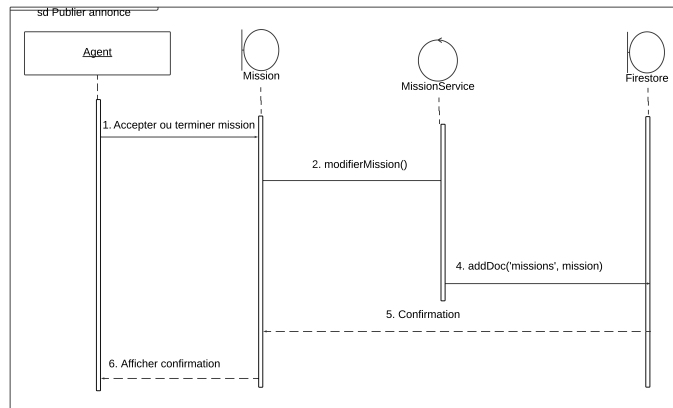 sd Publier annonce
Agent
Mission
MissionService
Firestore
1. Accepter ou terminer mission
2. modifierMission()
4. addDoc('missions', mission)
5. Confirmation
6. Afficher confirmation